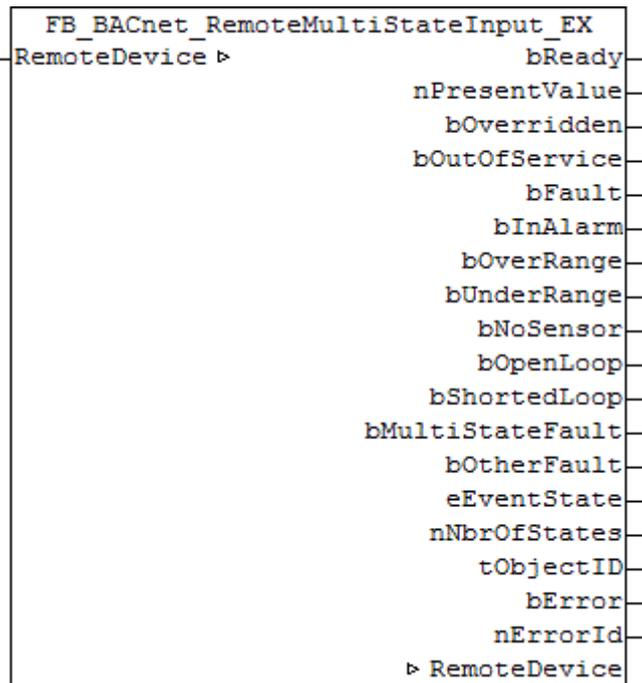 FB_BACnet_RemoteMultiStateInput_EX
RemoteDevice ▷ bReady
nPresentValue
bOverridden
bOutOfService
bFault
bInAlarm
bOverRange
bUnderRange
bNoSensor
bOpenLoop
bShortedLoop
bMultiStateFault
bOtherFault
eEventState
nNbrOfStates
tObjectID
bError
nErrorId
▷ RemoteDevice